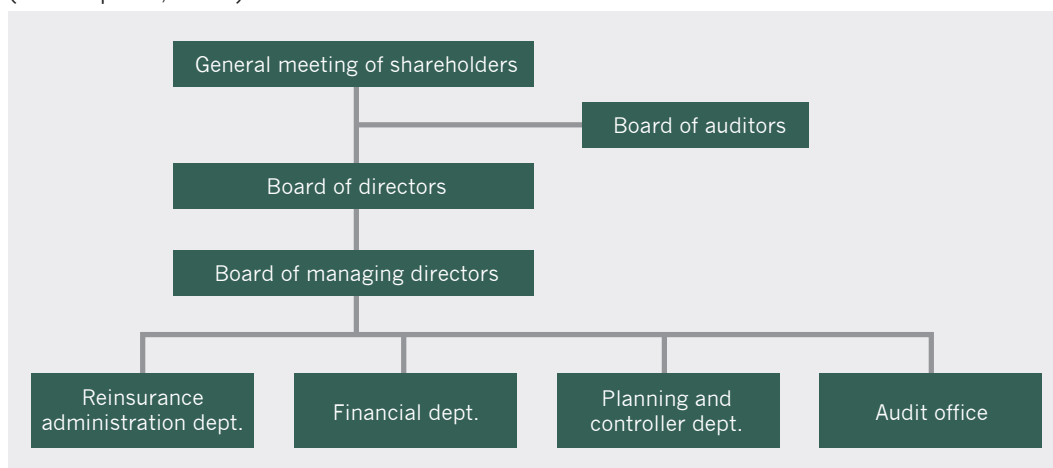 General meeting of shareholders
Board of auditors
Board of directors
Board of managing directors
Reinsurance
administration dept.
Financial dept.
Planning and
controller dept.
Audit office